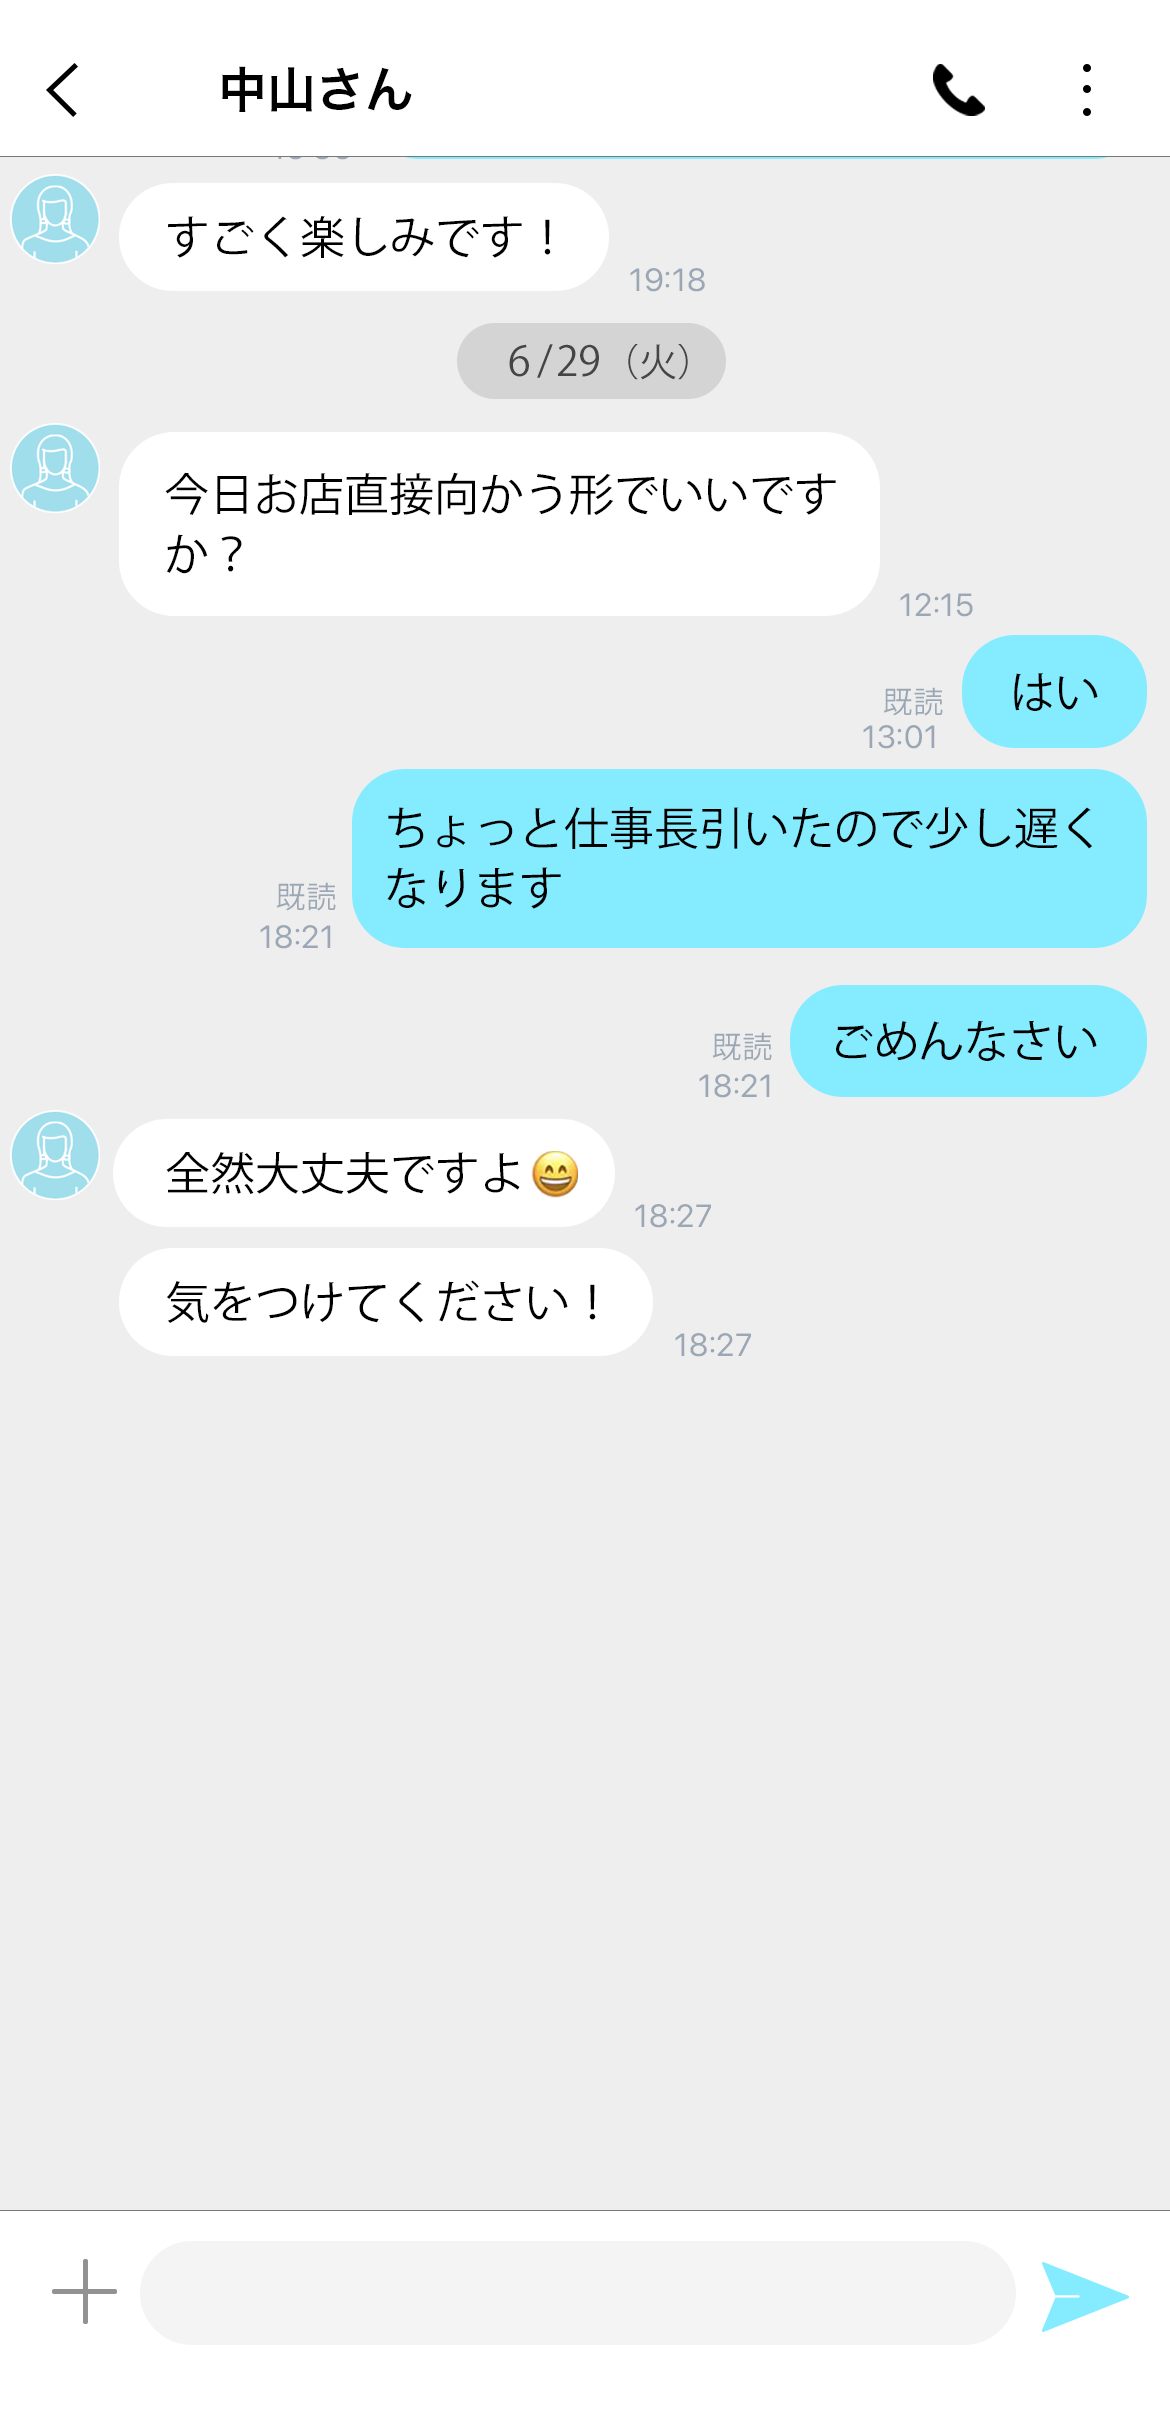 中山さん
すごく楽しみです！
19:18
6/29（火）
今日お店直接向かう形でいいです
か？
12:15
はい
既読
13:01
ちょっと仕事長引いたので少し遅く
なります
既読
18:21
ごめんなさい
既読
18:21
全然大丈夫ですよ😄
18:27
気をつけてください！
18:27